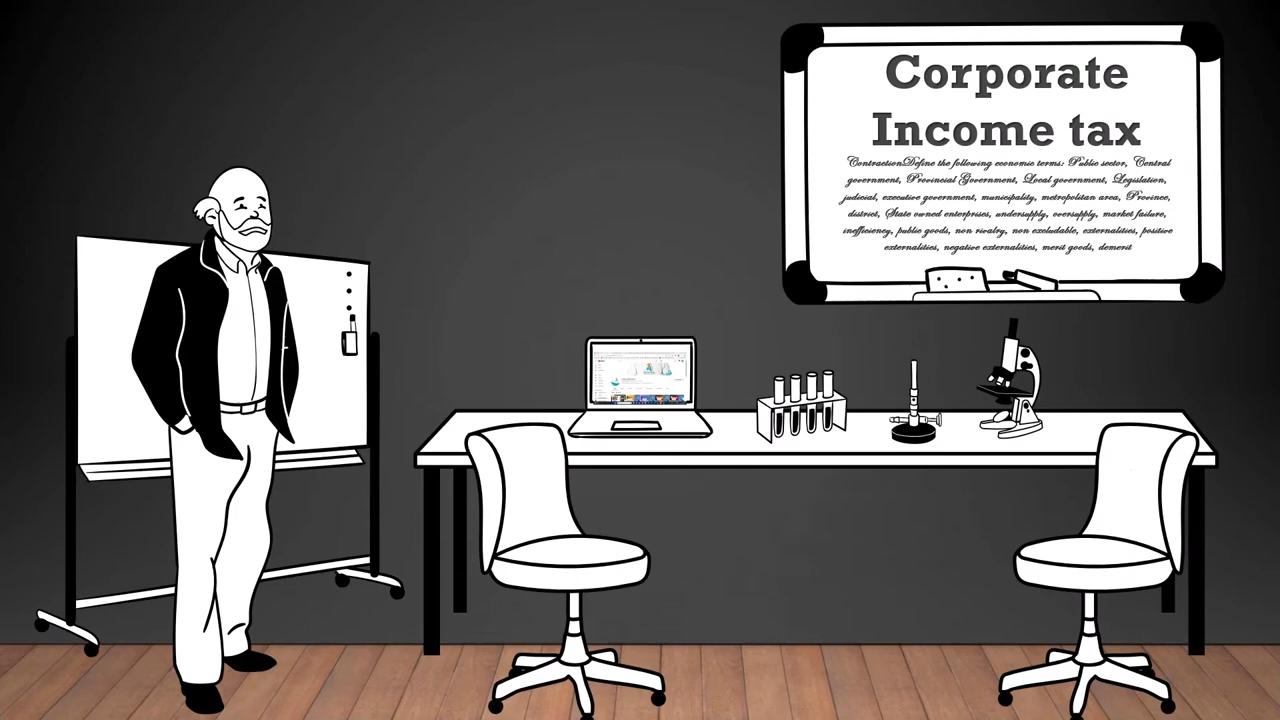 Corporate
Income tax
ContractionDefine the following economic terms: Public sector, Central
government, Provincial Government, Local government, Legislation,
judicial, executive government, municipality, metropolitan area, Province,
district, State owned enterprises, undersupply, oversupply, market failure,
inefficiency, public goods, non rivalry, non excludable, externalities, positive
externalities, negative externalities, merit goods, demerit